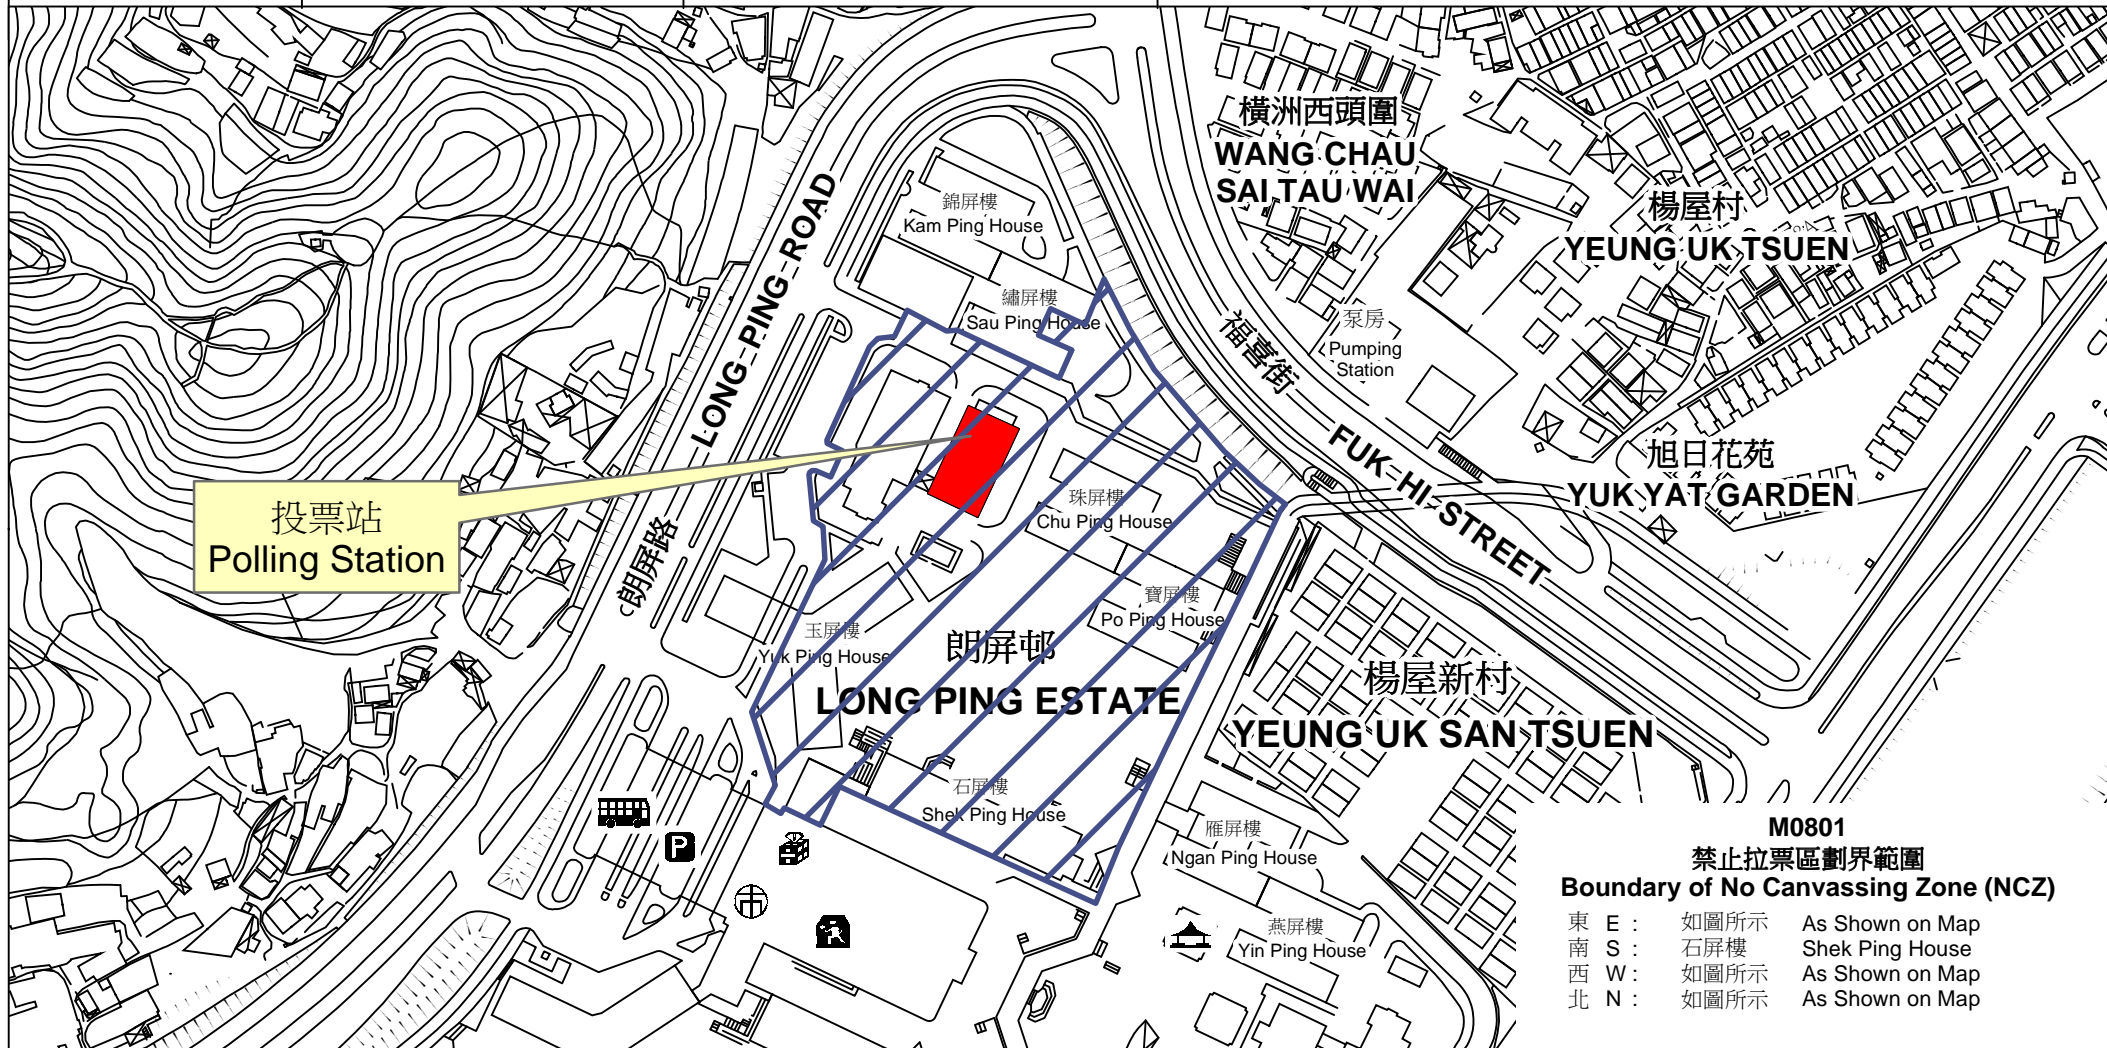 橫洲西頭圍
WANG CHAU
SAI TAU WAI
楊屋村
YEUNG UK TSUEN
錦屏樓
Kam Ping House
繡屏樓
Sau Ping House
泵房
Pumping
Station
LONG PING ROAD
朗屏路
福喜街
FUK HI STREET
旭日花苑
YUK YAT GARDEN
投票站
Polling Station
珠屏樓
Chu Ping House
寶屏樓
Po Ping House
玉屏樓
Yuk Ping House
朗屏邨
LONG PING ESTATE
楊屋新村
YEUNG UK SAN TSUEN
石屏樓
Shek Ping House
P
雁屏樓
Ngan Ping House
燕屏樓
Yin Ping House
M0801
禁止拉票區劃界範圍
Boundary of No Canvassing Zone (NCZ)
東 E : 如圖所示 As Shown on Map
南 S : 石屏樓 Shek Ping House
西 W : 如圖所示 As Shown on Map
北 N : 如圖所示 As Shown on Map